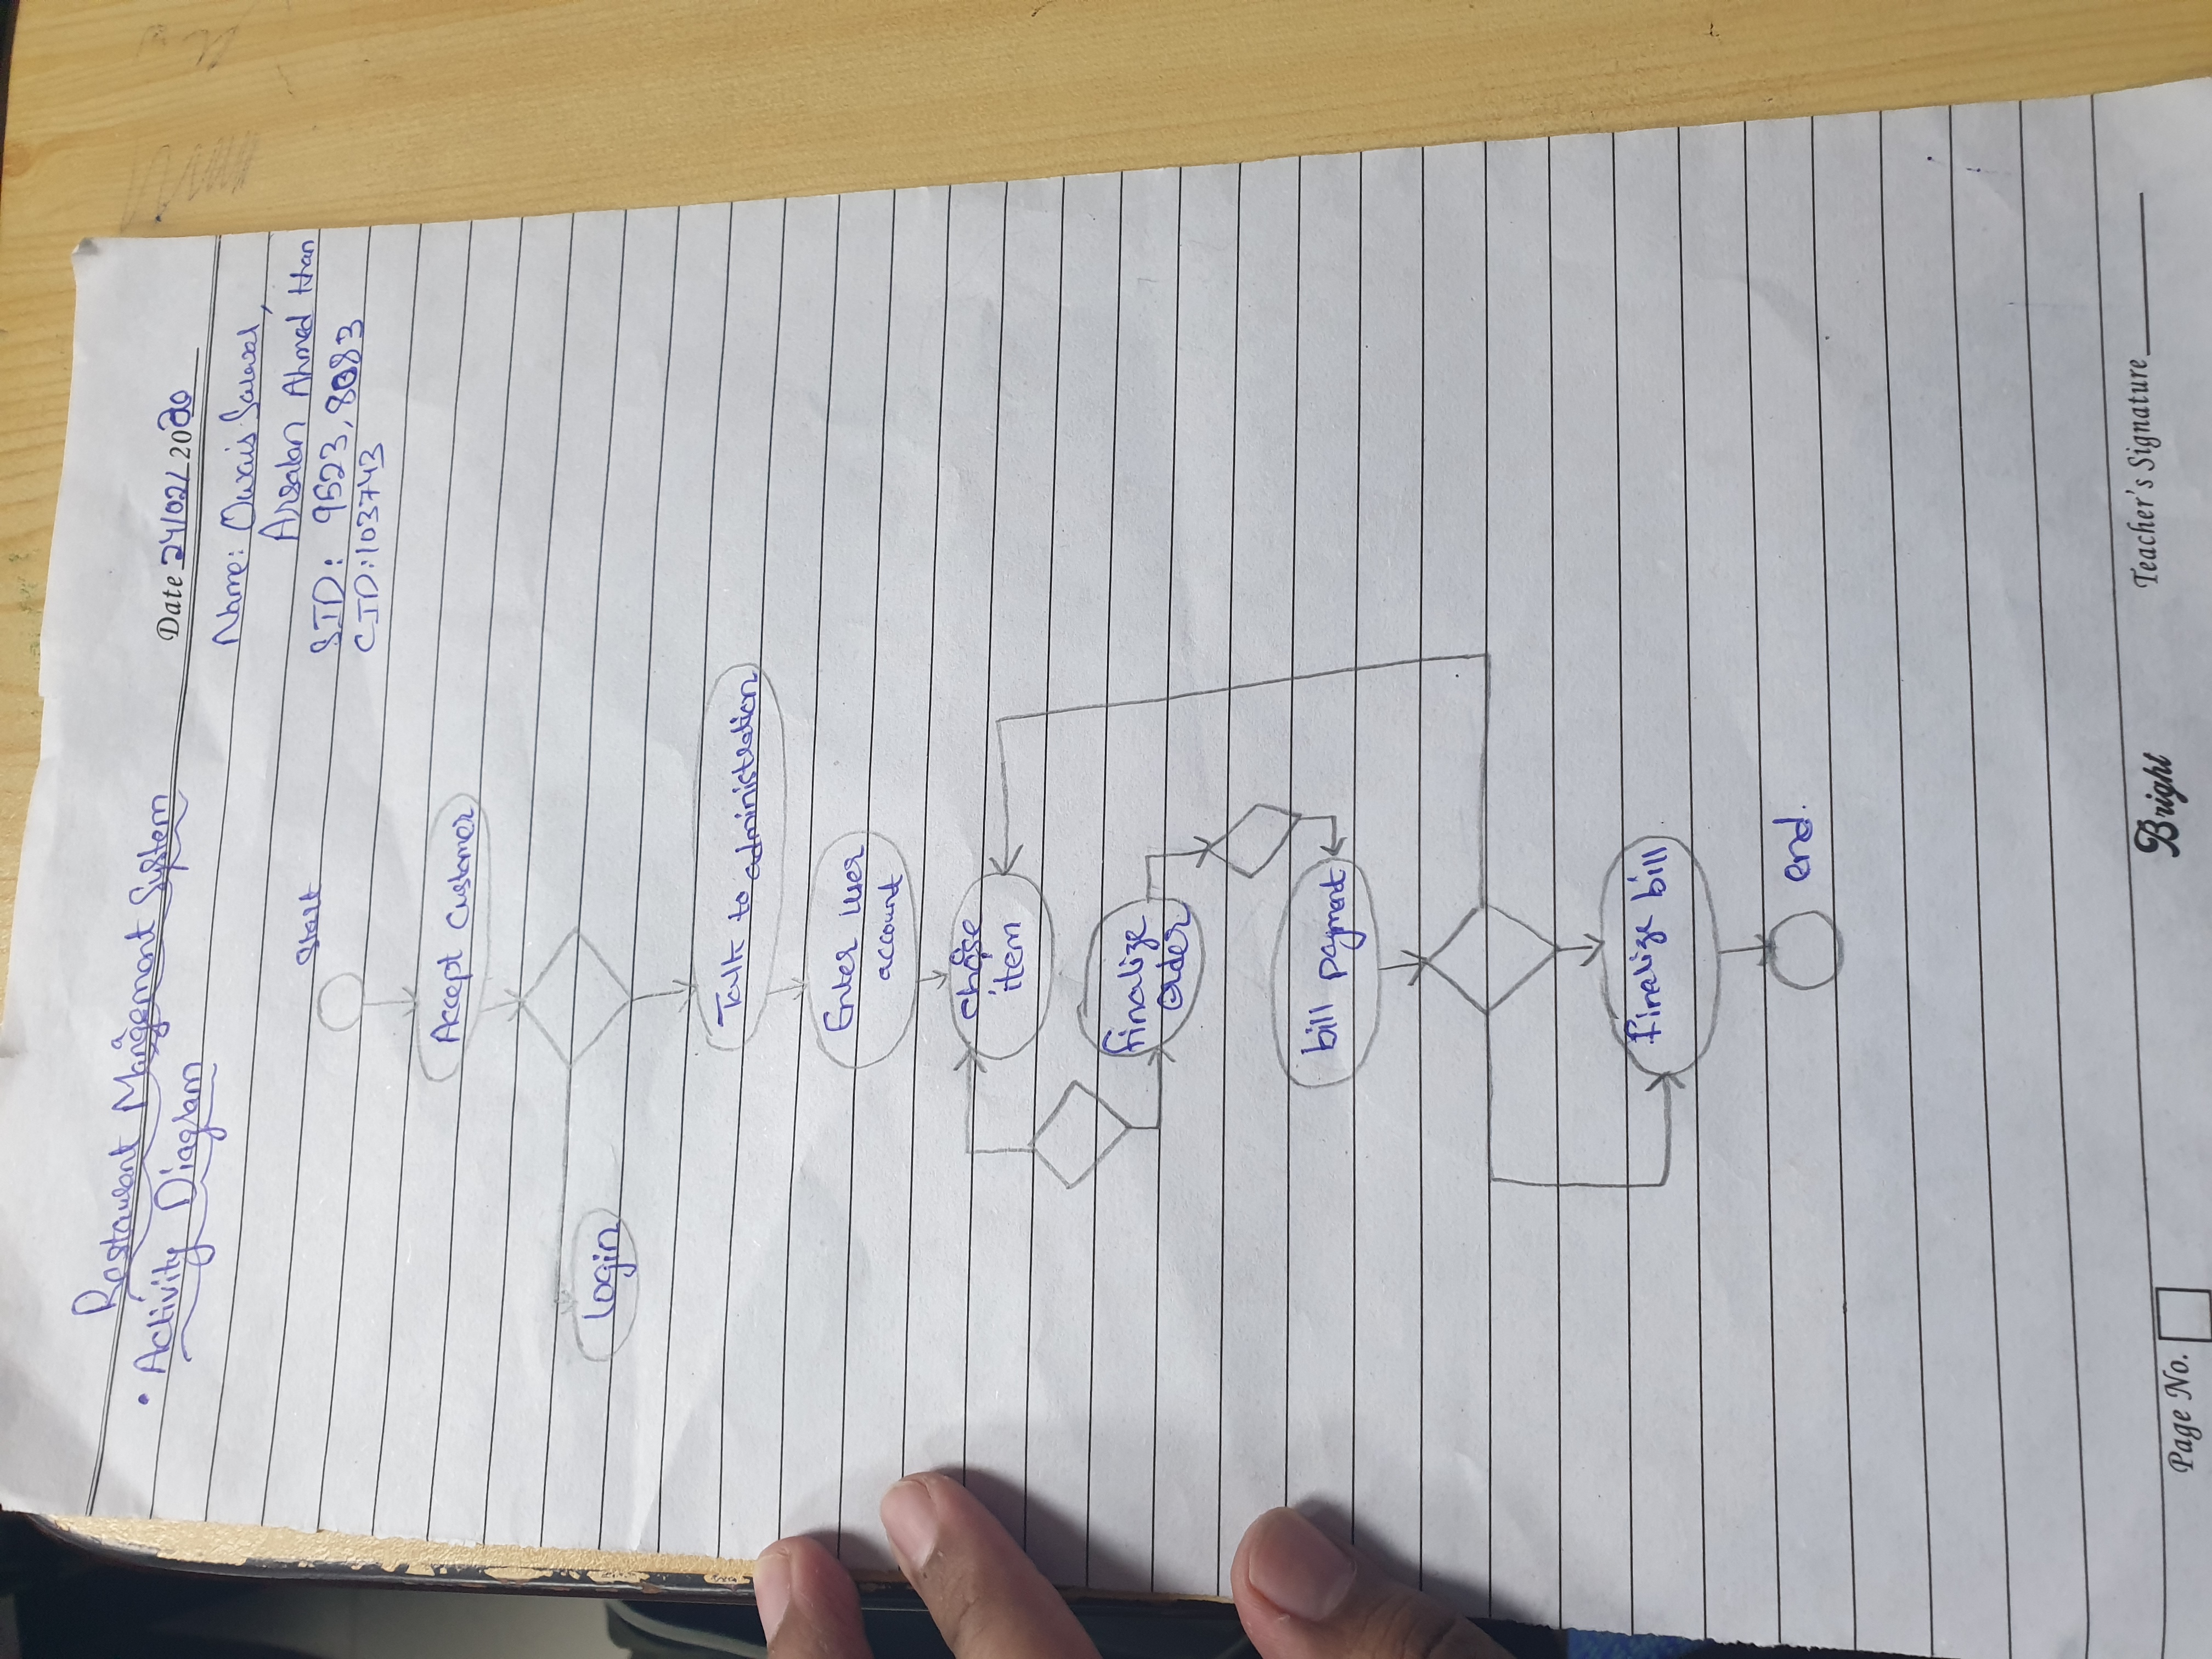 Restaurant Mangement System
• Activity Diagram
Date 24/02/2020
Name: Owais Sarwal,
Arsalan Ahmed Khan
SID: 9523, 8083
CID:103743
Start
Accept Customer
login
Talk to administration
Enter user
account
chose
item
finalize
Order
bill payment
finalize bill
end.
Page No.
Bright
Teacher's Signature